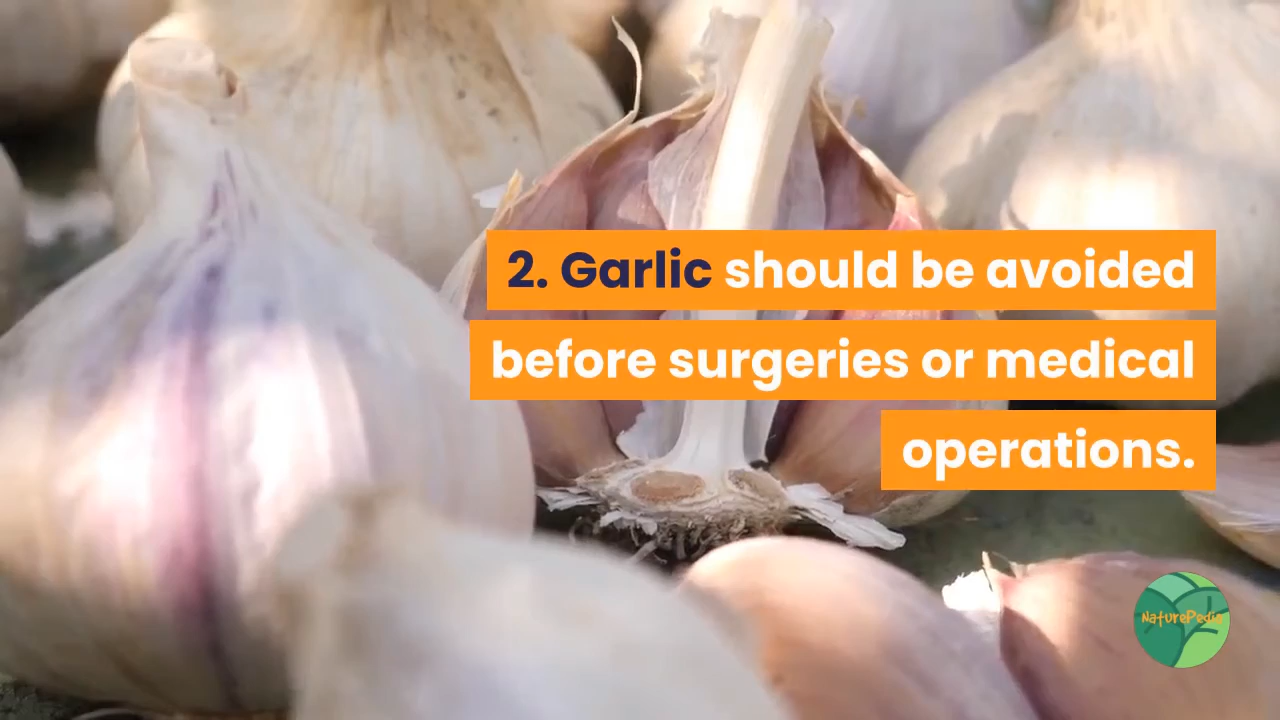 2. Garlic should be avoided
before surgeries or medical
operations.
NaturePedia